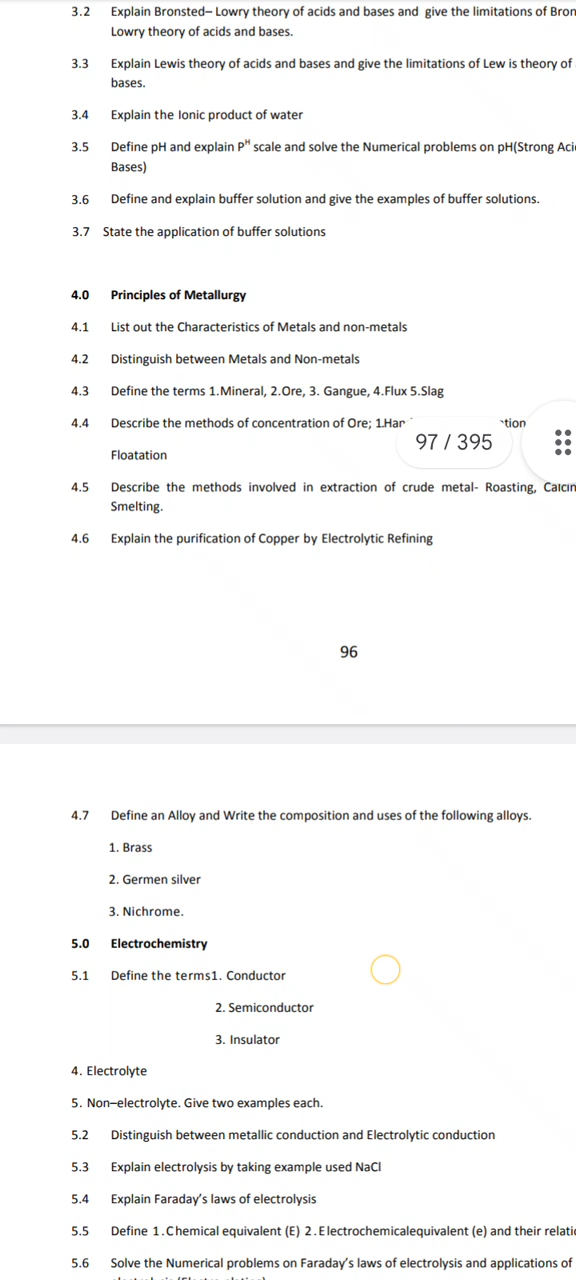 3.2 Explain Bronsted– Lowry theory of acids and bases and give the limitations of Bron
Lowry theory of acids and bases.
3.3 Explain Lewis theory of acids and bases and give the limitations of Lew is theory of
bases.
3.4 Explain the Ionic product of water
3.5 Define pH and explain Pᴴ scale and solve the Numerical problems on pH(Strong Aci
Bases)
3.6 Define and explain buffer solution and give the examples of buffer solutions.
3.7 State the application of buffer solutions
4.0 Principles of Metallurgy
4.1 List out the Characteristics of Metals and non-metals
4.2 Distinguish between Metals and Non-metals
4.3 Define the terms 1.Mineral, 2.Ore, 3. Gangue, 4.Flux 5.Slag
4.4 Describe the methods of concentration of Ore; 1.Han tion
97 / 395
Floatation
4.5 Describe the methods involved in extraction of crude metal- Roasting, Calcin
Smelting.
4.6 Explain the purification of Copper by Electrolytic Refining
96
4.7 Define an Alloy and Write the composition and uses of the following alloys.
1. Brass
2. Germen silver
3. Nichrome.
5.0 Electrochemistry
5.1 Define the terms1. Conductor
2. Semiconductor
3. Insulator
4. Electrolyte
5. Non–electrolyte. Give two examples each.
5.2 Distinguish between metallic conduction and Electrolytic conduction
5.3 Explain electrolysis by taking example used NaCl
5.4 Explain Faraday's laws of electrolysis
5.5 Define 1.Chemical equivalent (E) 2.Electrochemicalequivalent (e) and their relatio
5.6 Solve the Numerical problems on Faraday's laws of electrolysis and applications of